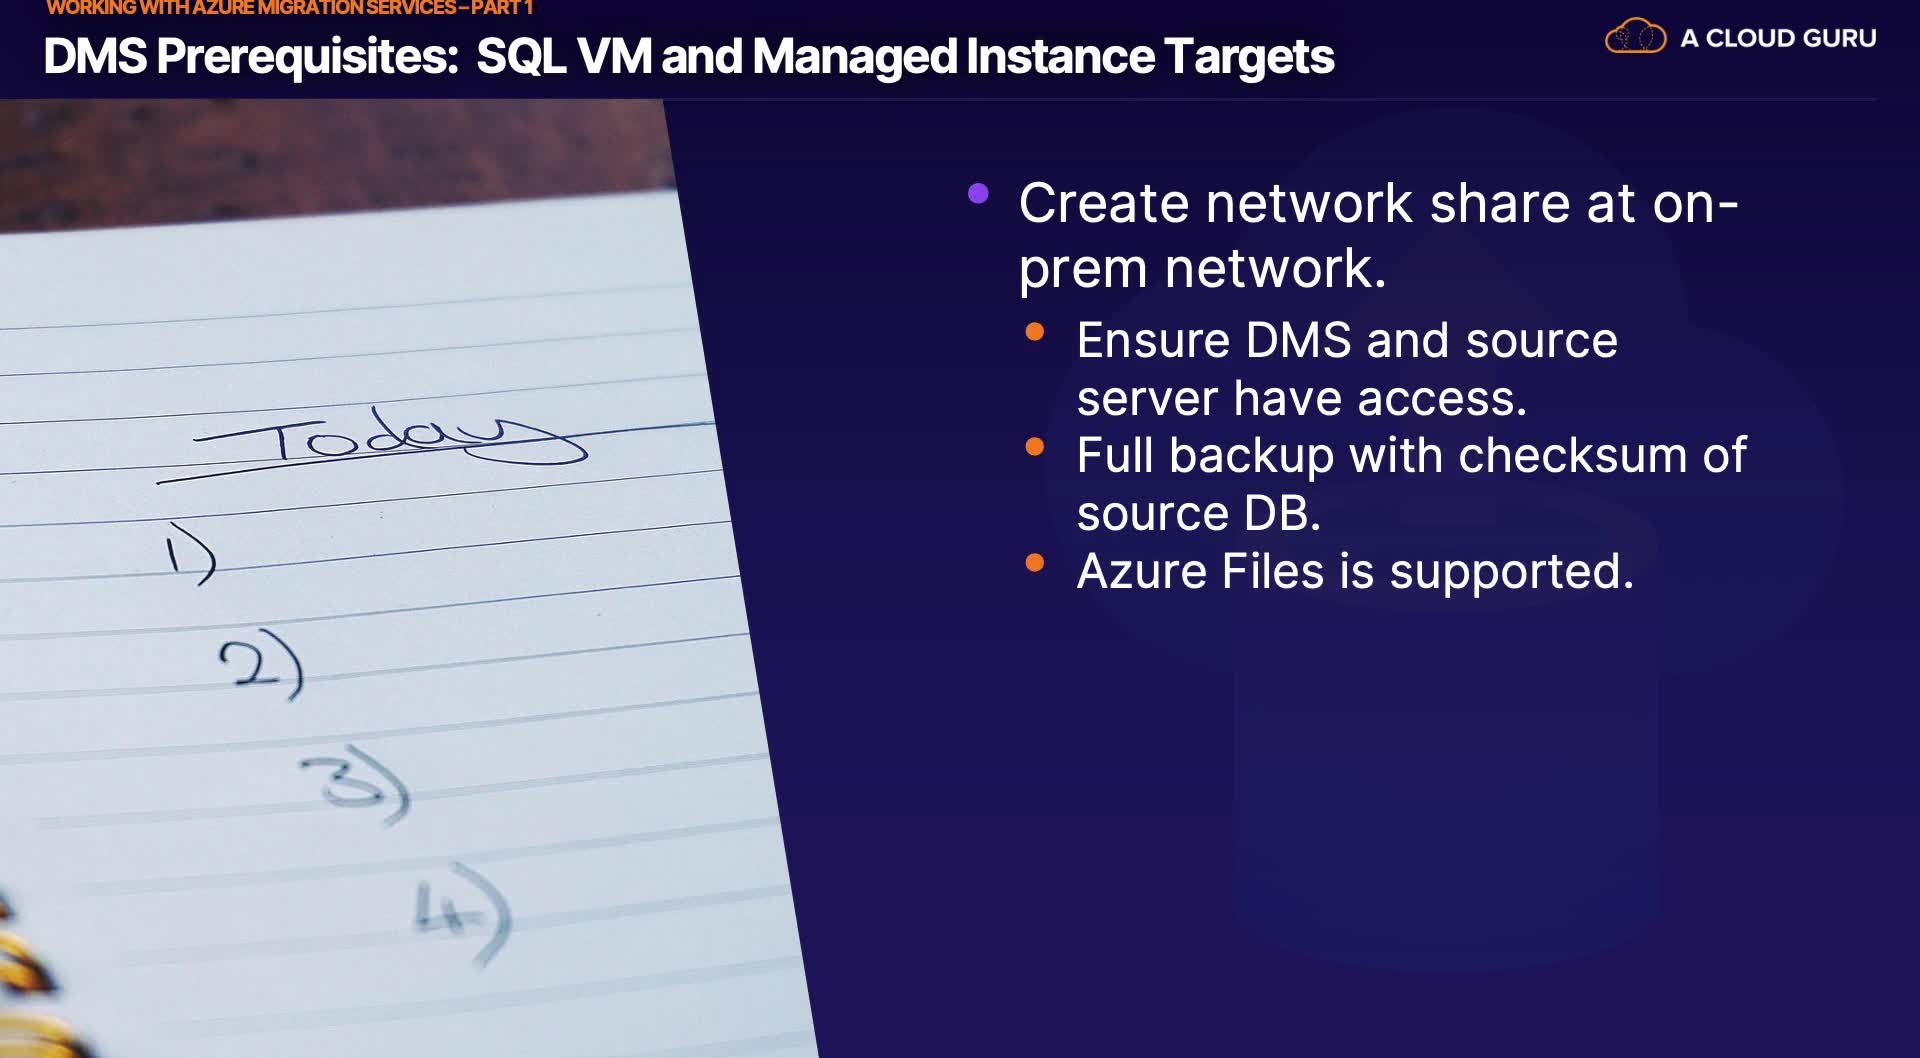 WORKING WITH AZURE MIGRATION SERVICES – PART 1
DMS Prerequisites: SQL VM and Managed Instance Targets
A CLOUD GURU
Create network share at on-
prem network.
Ensure DMS and source
server have access.
Full backup with checksum of
source DB.
Azure Files is supported.
Today
1)
2)
3)
4)